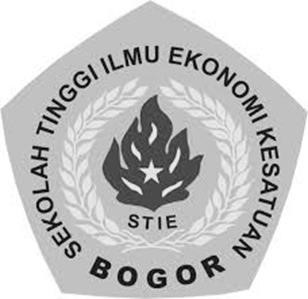 SEKOLAH TINGGI ILMU EKONOMI KESATUAN
STIE
BOGOR